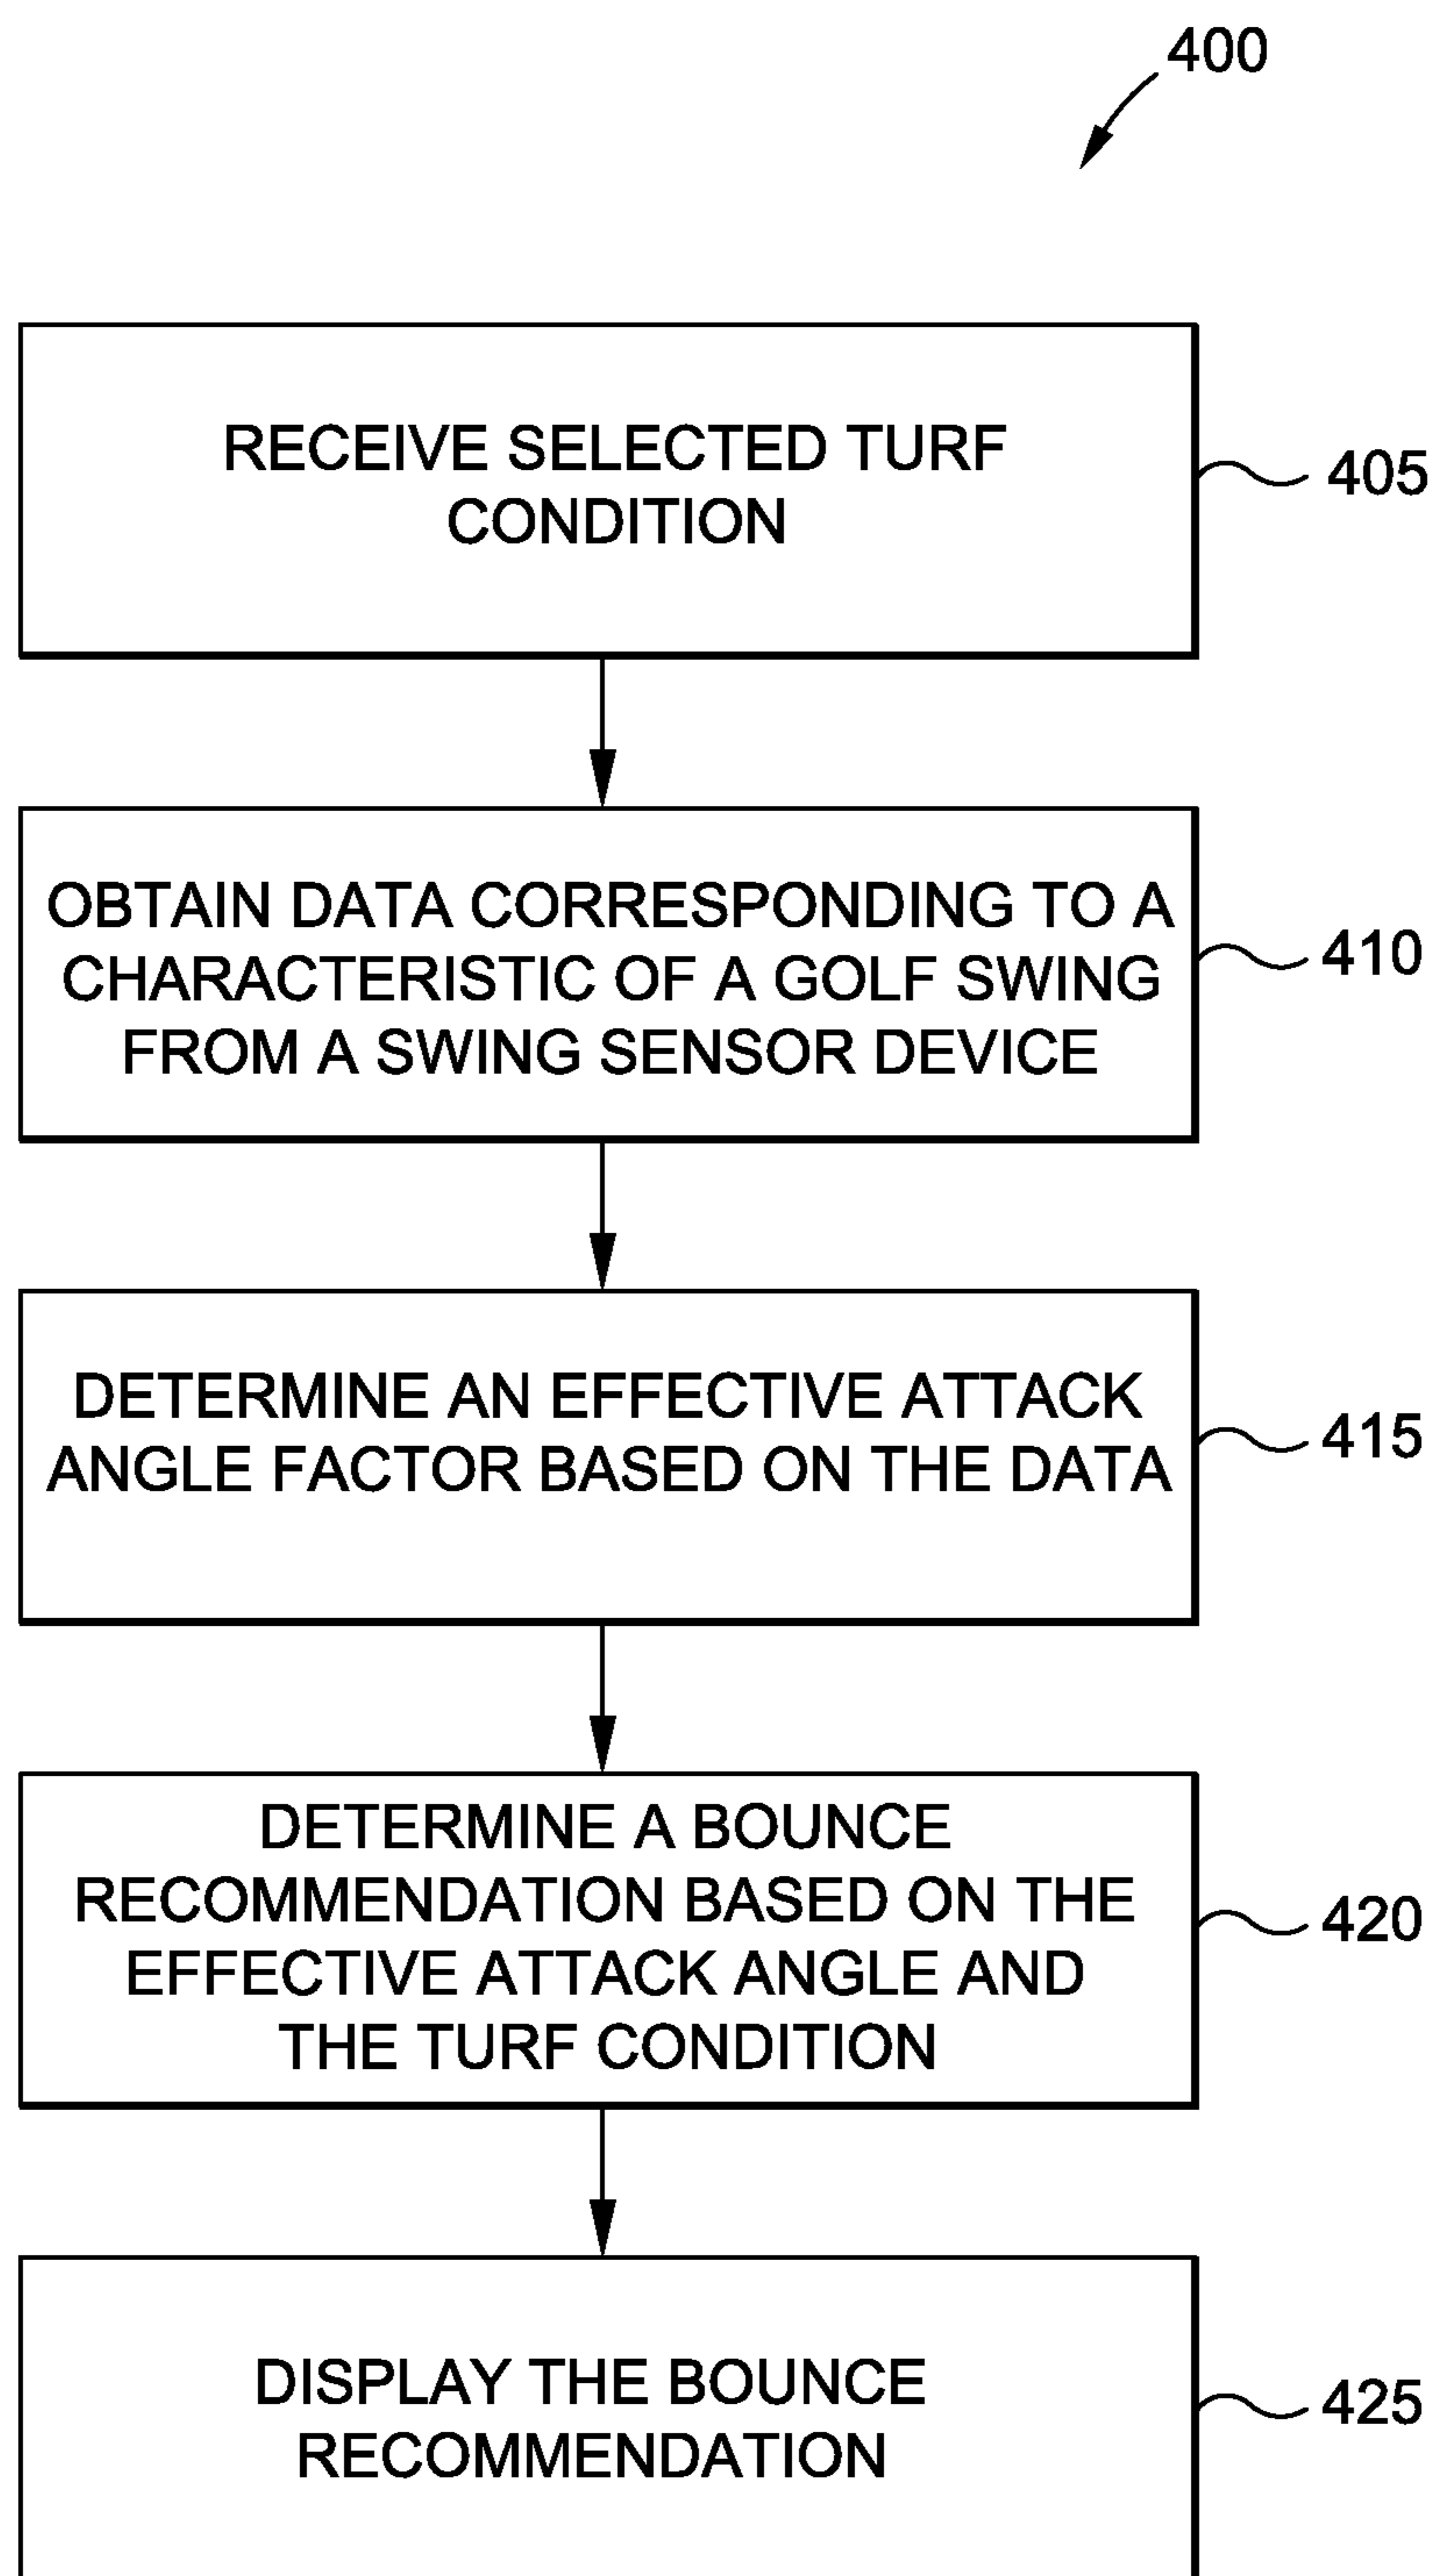 400
RECEIVE SELECTED TURF
CONDITION
405
OBTAIN DATA CORRESPONDING TO A
CHARACTERISTIC OF A GOLF SWING
FROM A SWING SENSOR DEVICE
410
DETERMINE AN EFFECTIVE ATTACK
ANGLE FACTOR BASED ON THE DATA
415
DETERMINE A BOUNCE
RECOMMENDATION BASED ON THE
EFFECTIVE ATTACK ANGLE AND
THE TURF CONDITION
420
DISPLAY THE BOUNCE
RECOMMENDATION
425